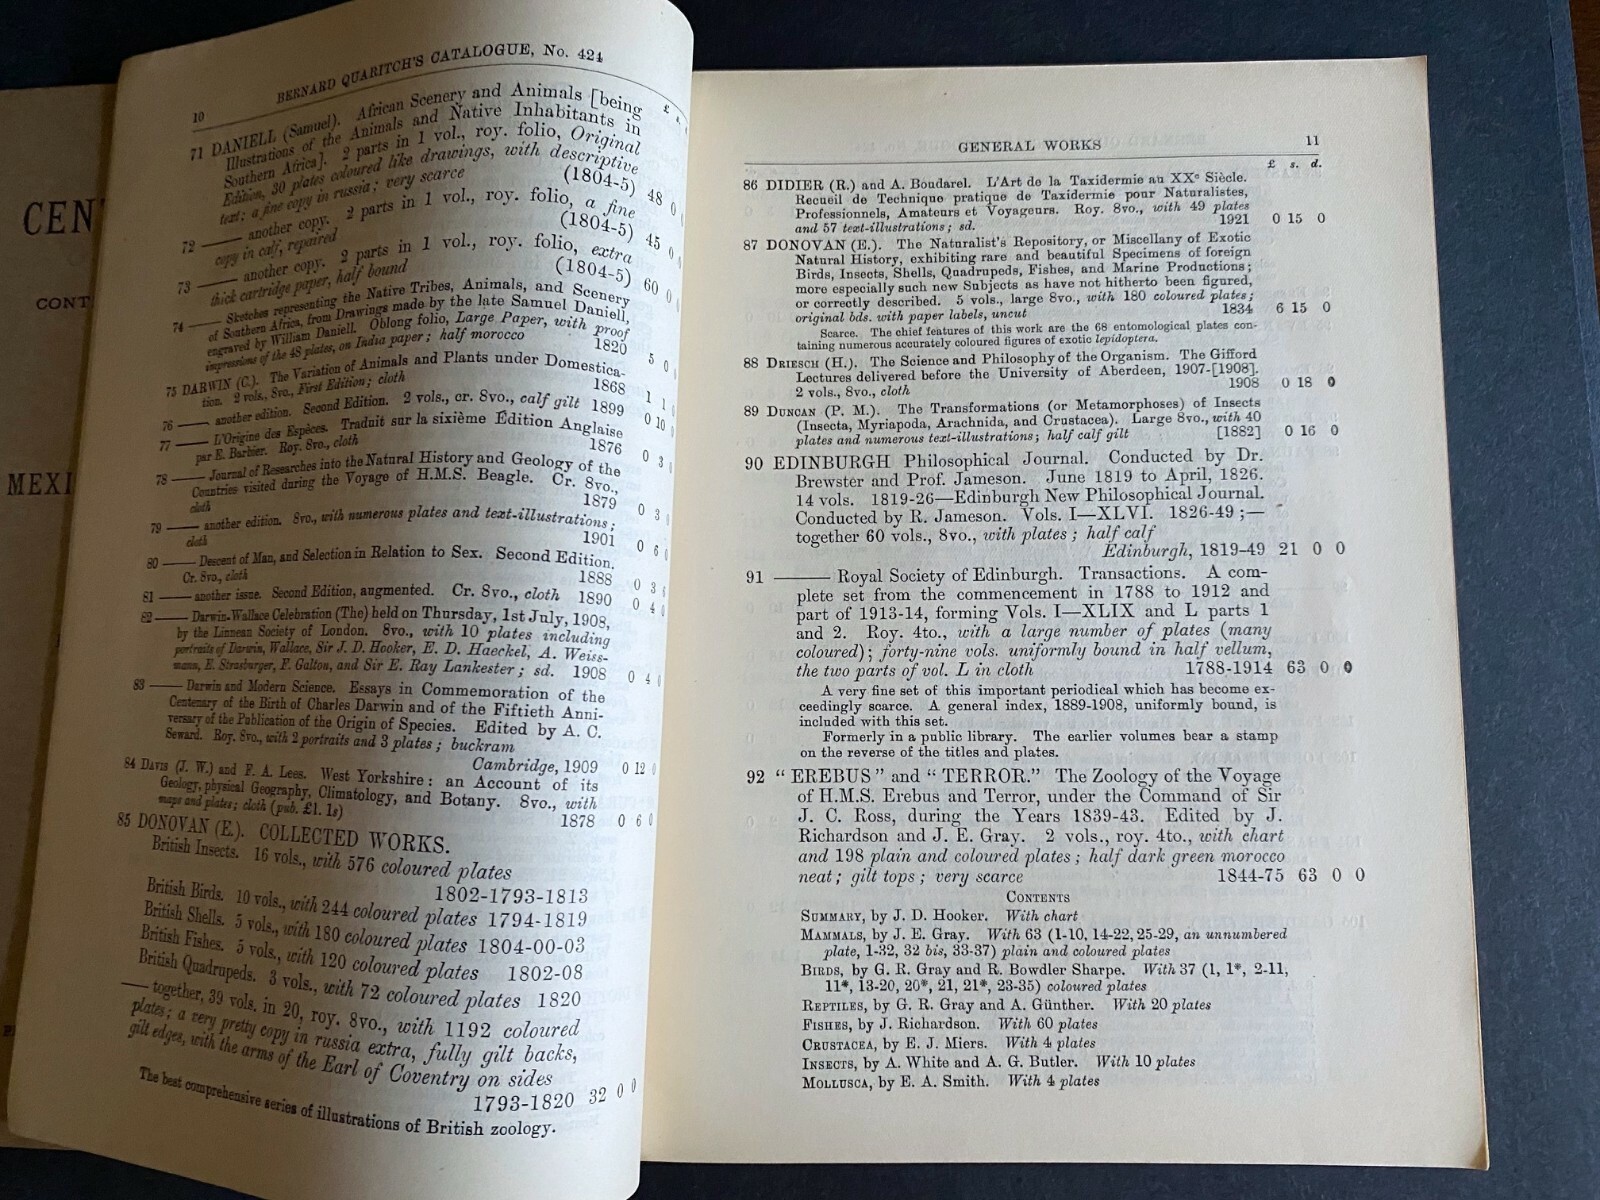 CEN
CONT
MEXI
10 BERNARD QUARITCH'S CATALOGUE, No. 424
£ s.
71 DANIELL (Samuel). African Scenery and Animals [being
Illustrations of the Animals and Native Inhabitants in
Southern Africa]. 2 parts in 1 vol., roy. folio, Original
Edition, 30 plates coloured like drawings, with descriptive
text; a fine copy in russia; very scarce (1804-5) 48 0
72 —— another copy. 2 parts in 1 vol., roy. folio, a fine
copy in calf, repaired (1804-5) 45 0
73 —— another copy. 2 parts in 1 vol., roy. folio, extra
thick cartridge paper, half bound (1804-5) 60 0
74 —— Sketches representing the Native Tribes, Animals, and Scenery
of Southern Africa, from Drawings made by the late Samuel Daniell,
engraved by William Daniell. Oblong folio, Large Paper, with proof
impressions of the 48 plates, on India paper; half morocco 1820 5 0
75 DARWIN (C.). The Variation of Animals and Plants under Domestica-
tion. 2 vols., 8vo., First Edition; cloth 1868 1 1
76 —— another edition. Second Edition. 2 vols., cr. 8vo., calf gilt 1899 0 10
77 —— L'Origine des Espèces. Traduit sur la sixième Édition Anglaise
par E. Barbier. Roy. 8vo., cloth 1876 0 3
78 —— Journal of Researches into the Natural History and Geology of the
Countries visited during the Voyage of H.M.S. Beagle. Cr. 8vo.,
cloth 1879 0 3
79 —— another edition. 8vo., with numerous plates and text-illustrations;
cloth 1901 0 6
80 —— Descent of Man, and Selection in Relation to Sex. Second Edition.
Cr. 8vo., cloth 1888 0 3 6
81 —— another issue. Second Edition, augmented. Cr. 8vo., cloth 1890 0 4 0
82 —— Darwin-Wallace Celebration (The) held on Thursday, 1st July, 1908,
by the Linnean Society of London. 8vo., with 10 plates including
portraits of Darwin, Wallace, Sir J. D. Hooker, E. D. Haeckel, A. Weiss-
mann, E. Strasburger, F. Galton, and Sir E. Ray Lankester; sd. 1908 0 4 0
83 —— Darwin and Modern Science. Essays in Commemoration of the
Centenary of the Birth of Charles Darwin and of the Fiftieth Anni-
versary of the Publication of the Origin of Species. Edited by A. C.
Seward. Roy. 8vo., with 2 portraits and 3 plates; buckram
Cambridge, 1909 0 12 0
84 DAVIS (J. W.) and F. A. Lees. West Yorkshire: an Account of its
Geology, physical Geography, Climatology, and Botany. 8vo., with
maps and plates; cloth (pub. £1. 1s) 1878 0 6 0
85 DONOVAN (E.). COLLECTED WORKS.
British Insects. 16 vols., with 576 coloured plates
1802-1793-1813
British Birds. 10 vols., with 244 coloured plates 1794-1819
British Shells. 5 vols., with 180 coloured plates 1804-00-03
British Fishes. 5 vols., with 120 coloured plates 1802-08
British Quadrupeds. 3 vols., with 72 coloured plates 1820
—— together, 39 vols. in 20, roy. 8vo., with 1192 coloured
plates; a very pretty copy in russia extra, fully gilt backs,
gilt edges, with the arms of the Earl of Coventry on sides
1793-1820 32 0 0
The best comprehensive series of illustrations of British zoology.
GENERAL WORKS 11
£ s. d.
86 DIDIER (R.) and A. Boudarel. L'Art de la Taxidermie au XXe Siècle.
Recueil de Technique pratique de Taxidermie pour Naturalistes,
Professionnels, Amateurs et Voyageurs. Roy. 8vo., with 49 plates
and 57 text-illustrations; sd. 1921 0 15 0
87 DONOVAN (E.). The Naturalist's Repository, or Miscellany of Exotic
Natural History, exhibiting rare and beautiful Specimens of foreign
Birds, Insects, Shells, Quadrupeds, Fishes, and Marine Productions;
more especially such new Subjects as have not hitherto been figured,
or correctly described. 5 vols., large 8vo., with 180 coloured plates;
original bds. with paper labels, uncut 1834 6 15 0
Scarce. The chief features of this work are the 68 entomological plates con-
taining numerous accurately coloured figures of exotic lepidoptera.
88 DRIESCH (H.). The Science and Philosophy of the Organism. The Gifford
Lectures delivered before the University of Aberdeen, 1907-[1908].
2 vols., 8vo., cloth 1908 0 18 0
89 DUNCAN (P. M.). The Transformations (or Metamorphoses) of Insects
(Insecta, Myriapoda, Arachnida, and Crustacea). Large 8vo., with 40
plates and numerous text-illustrations; half calf gilt [1882] 0 16 0
90 EDINBURGH Philosophical Journal. Conducted by Dr.
Brewster and Prof. Jameson. June 1819 to April, 1826.
14 vols. 1819-26—Edinburgh New Philosophical Journal.
Conducted by R. Jameson. Vols. I—XLVI. 1826-49;—
together 60 vols., 8vo., with plates; half calf
Edinburgh, 1819-49 21 0 0
91 —— Royal Society of Edinburgh. Transactions. A com-
plete set from the commencement in 1788 to 1912 and
part of 1913-14, forming Vols. I—XLIX and L parts 1
and 2. Roy. 4to., with a large number of plates (many
coloured); forty-nine vols. uniformly bound in half vellum,
the two parts of vol. L in cloth 1788-1914 63 0 0
A very fine set of this important periodical which has become ex-
ceedingly scarce. A general index, 1889-1908, uniformly bound, is
included with this set.
Formerly in a public library. The earlier volumes bear a stamp
on the reverse of the titles and plates.
92 "EREBUS" and "TERROR." The Zoology of the Voyage
of H.M.S. Erebus and Terror, under the Command of Sir
J. C. Ross, during the Years 1839-43. Edited by J.
Richardson and J. E. Gray. 2 vols., roy. 4to., with chart
and 198 plain and coloured plates; half dark green morocco
neat; gilt tops; very scarce 1844-75 63 0 0
CONTENTS
SUMMARY, by J. D. Hooker. With chart
MAMMALS, by J. E. Gray. With 63 (1-10, 14-22, 25-29, an unnumbered
plate, 1-32, 32 bis, 33-37) plain and coloured plates
BIRDS, by G. R. Gray and R. Bowdler Sharpe. With 37 (1, 1*, 2-11,
11*, 13-20, 20*, 21, 21*, 23-35) coloured plates
REPTILES, by G. R. Gray and A. Günther. With 20 plates
FISHES, by J. Richardson. With 60 plates
CRUSTACEA, by E. J. Miers. With 4 plates
INSECTS, by A. White and A. G. Butler. With 10 plates
MOLLUSCA, by E. A. Smith. With 4 plates